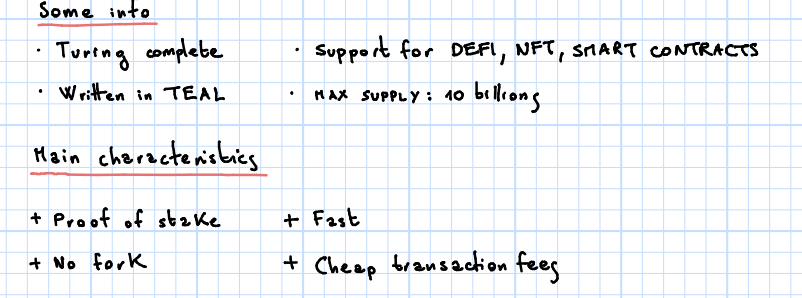 Some info
· Turing complete · Support for DEFI, NFT, SMART CONTRACTS
· Written in TEAL · MAX SUPPLY: 10 billions
Main characteristics
+ Proof of stake + Fast
+ No fork + Cheap transaction fees